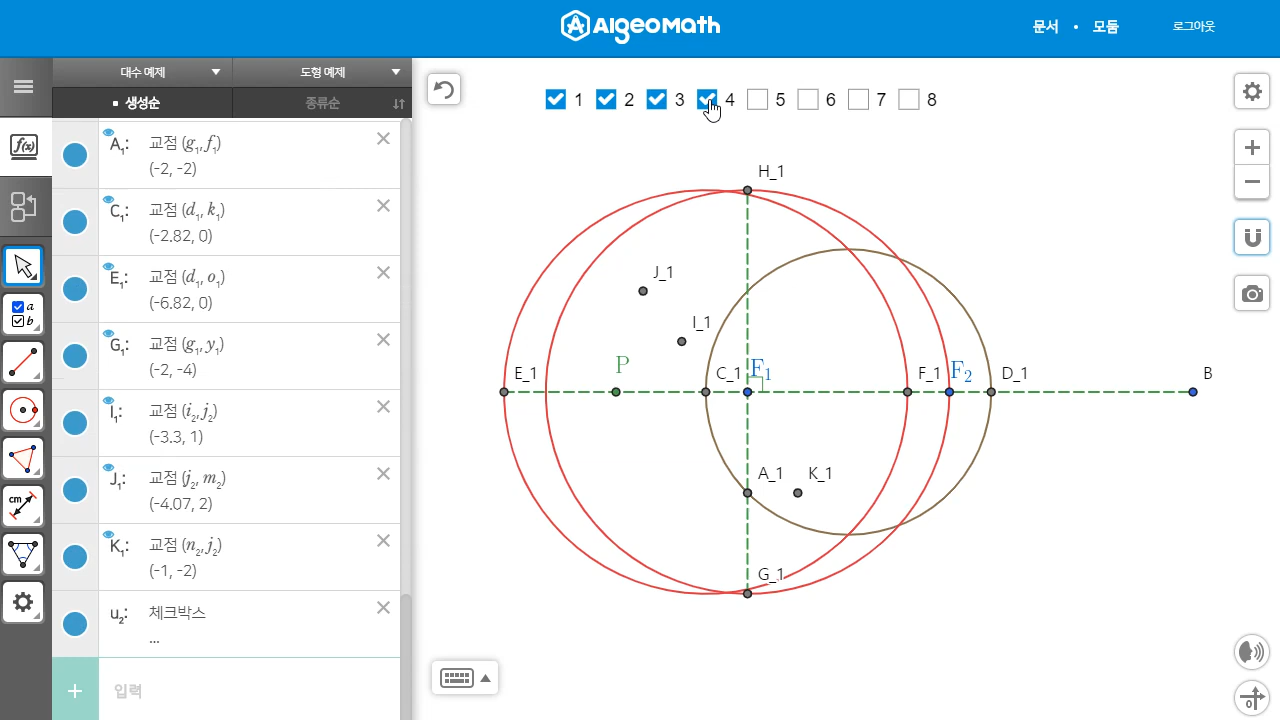 AlgeoMath
문서 • 모둠
로그아웃
대수 예제 ▼
도형 예제 ▼
▪ 생성순
종류순
f(x)
a
b
cm
A₁: 교점 (g₁, f₁)
(-2, -2)
C₁: 교점 (d₁, k₁)
(-2.82, 0)
E₁: 교점 (d₁, o₁)
(-6.82, 0)
G₁: 교점 (g₁, y₁)
(-2, -4)
I₁: 교점 (i₂, j₂)
(-3.3, 1)
J₁: 교점 (j₂, m₂)
(-4.07, 2)
K₁: 교점 (n₂, j₂)
(-1, -2)
u₂: 체크박스
...
+ 입력
1 2 3 4 5 6 7 8
H_1
J_1
I_1
E_1 P C_1 F₁ F_1 F₂ D_1 B
A_1 K_1
G_1